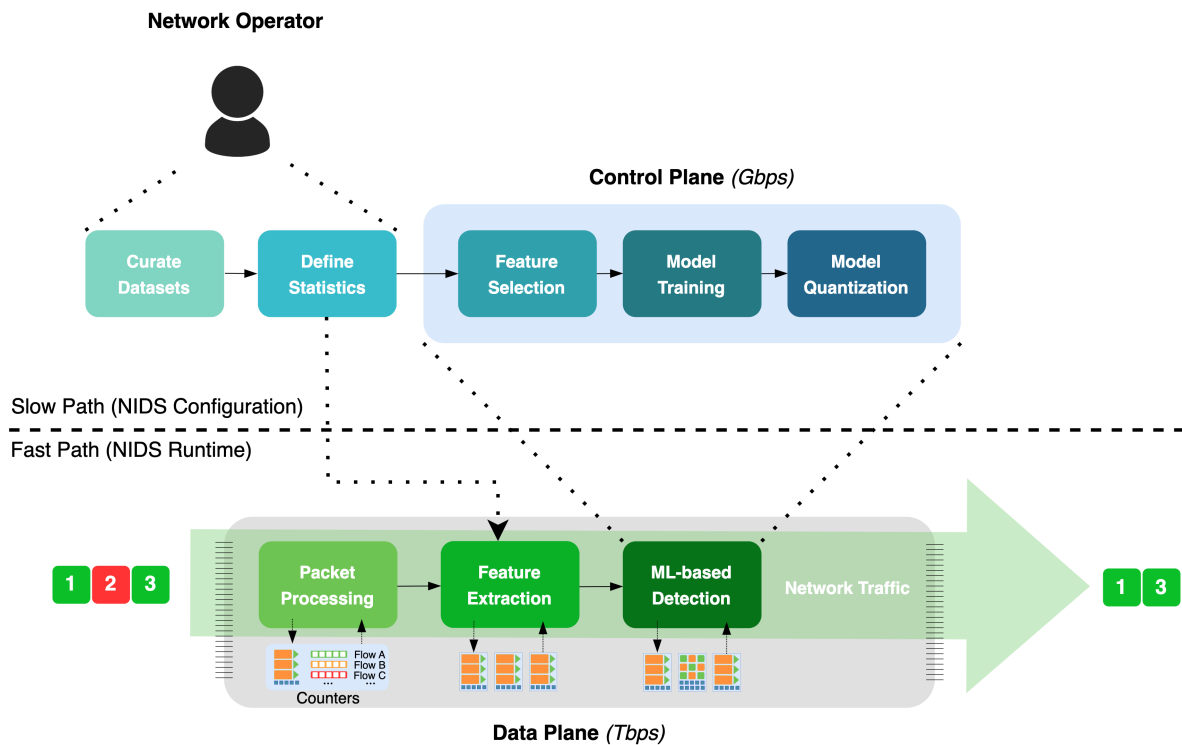 Network Operator
Control Plane (Gbps)
Curate
Datasets
Define
Statistics
Feature
Selection
Model
Training
Model
Quantization
Slow Path (NIDS Configuration)
Fast Path (NIDS Runtime)
1 2 3
Packet
Processing
Feature
Extraction
ML-based
Detection
Network Traffic
1 3
Flow A
Flow B
Flow C
... ...
Counters
Data Plane (Tbps)